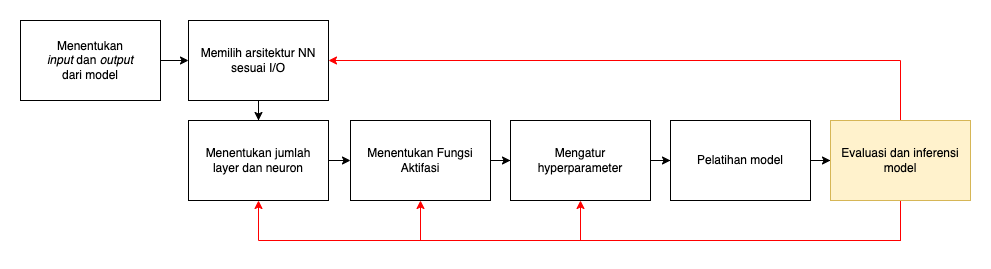 Menentukan
input dan output
dari model
Memilih arsitektur NN
sesuai I/O
Menentukan jumlah
layer dan neuron
Menentukan Fungsi
Aktifasi
Mengatur
hyperparameter
Pelatihan model
Evaluasi dan inferensi
model